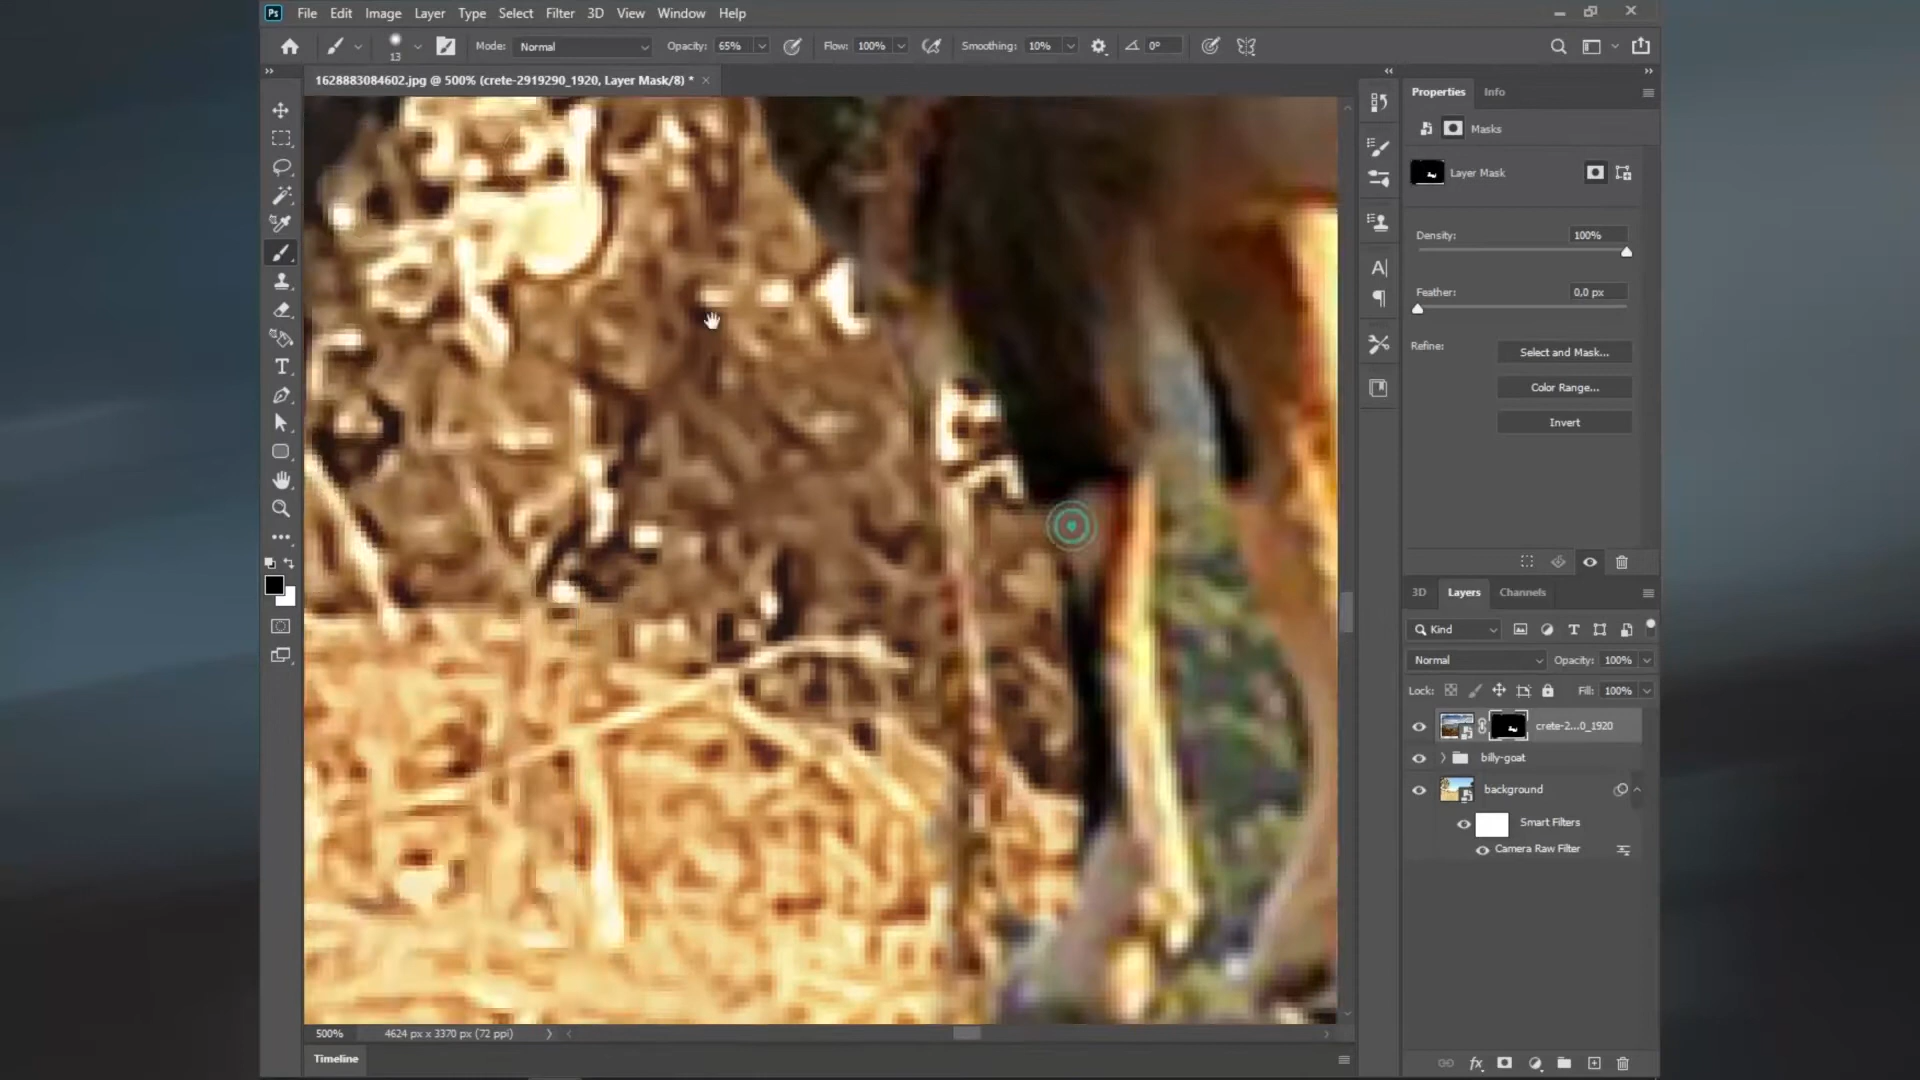 Ps File Edit Image Layer Type Select Filter 3D View Window Help
13 Mode: Normal Opacity: 65% Flow: 100% Smoothing: 10% 0°
1628883084602.jpg @ 500% (crete-2919290_1920, Layer Mask/8) * ×
Properties Info
Masks
Layer Mask
Density: 100%
Feather: 0,0 px
Refine: Select and Mask...
Color Range...
Invert
3D Layers Channels
Kind
Normal Opacity: 100%
Lock: Fill: 100%
crete-2...0_1920
billy-goat
background
Smart Filters
Camera Raw Filter
500% 4624 px x 3370 px (72 ppi)
Timeline